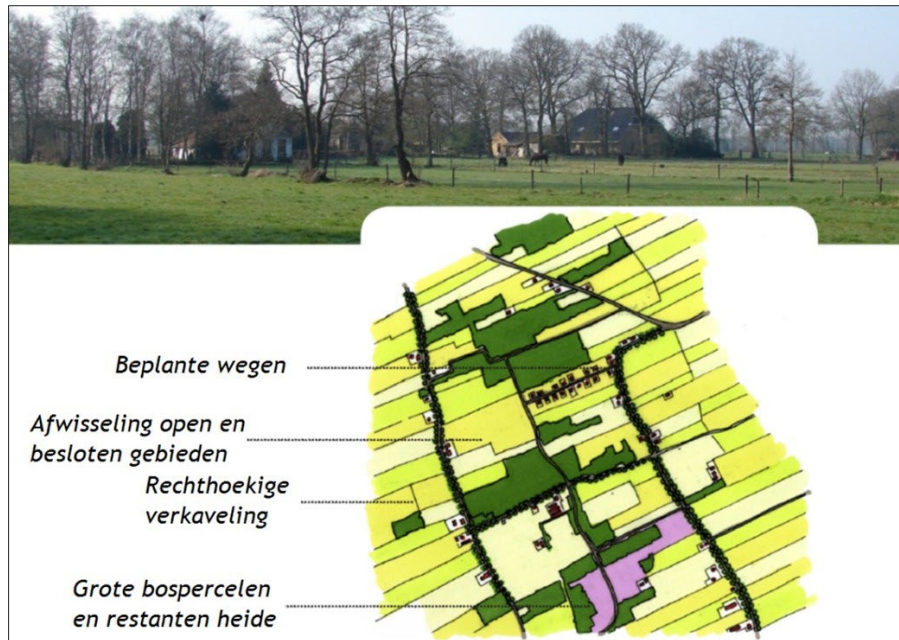 Beplante wegen
Afwisseling open en
besloten gebieden
Rechthoekige
verkaveling
Grote bospercelen
en restanten heide